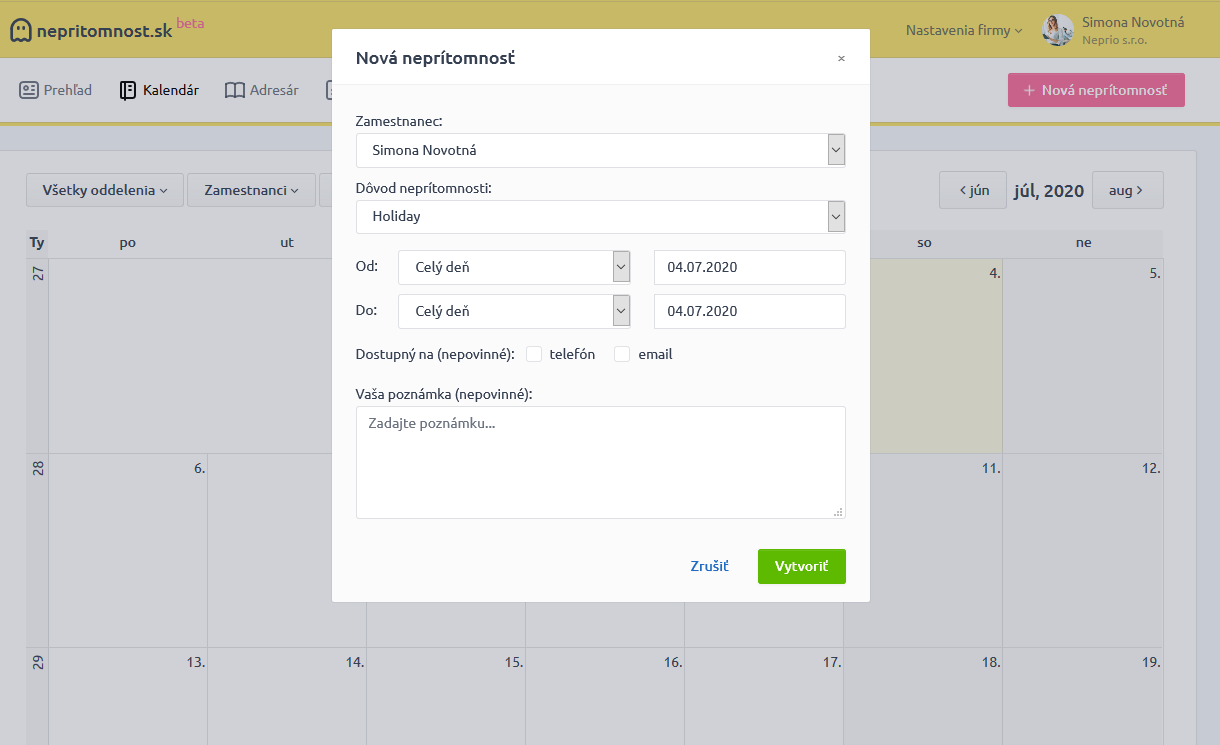 nepritomnost.sk beta
Nastavenia firmy
Simona Novotná
Neprio s.r.o.
Prehľad
Kalendár
Adresár
+ Nová neprítomnosť
Všetky oddelenia
Zamestnanci
< jún
júl, 2020
aug >
Ty po ut so ne
27
4. 5.
28
6. 11. 12.
29
13. 14. 15. 16. 17. 18. 19.
Nová neprítomnosť
×
Zamestnanec:
Simona Novotná
Dôvod neprítomnosti:
Holiday
Od: Celý deň 04.07.2020
Do: Celý deň 04.07.2020
Dostupný na (nepovinné): telefón email
Vaša poznámka (nepovinné):
Zadajte poznámku...
Zrušiť Vytvoriť